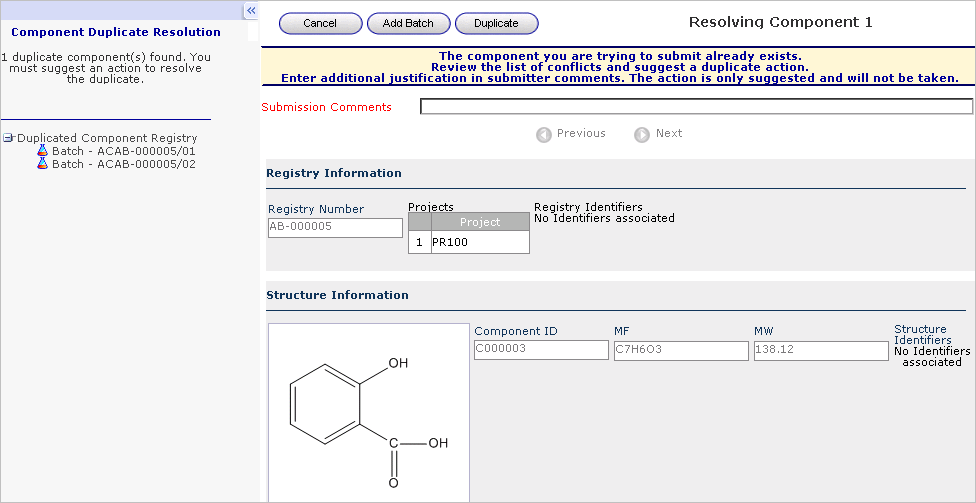 «
Component Duplicate Resolution
1 duplicate component(s) found. You
must suggest an action to resolve
the duplicate.
Duplicated Component Registry
Batch - ACAB-000005/01
Batch - ACAB-000005/02
Cancel Add Batch Duplicate Resolving Component 1
The component you are trying to submit already exists.
Review the list of conflicts and suggest a duplicate action.
Enter additional justification in submitter comments. The action is only suggested and will not be taken.
Submission Comments
Previous Next
Registry Information
Registry Number
AB-000005
Projects
Project
1 PR100
Registry Identifiers
No Identifiers associated
Structure Information
OH
C OH
O
Component ID
C000003
MF
C7H6O3
MW
138.12
Structure
Identifiers
No Identifiers
associated